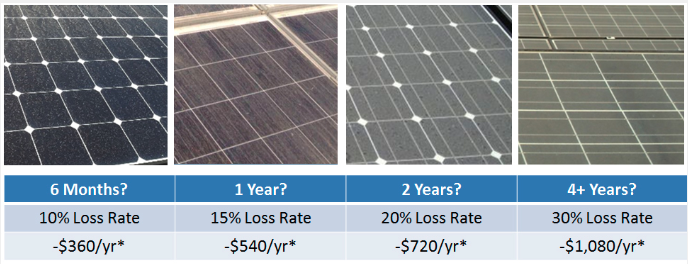 6 Months? 1 Year? 2 Years? 4+ Years?
10% Loss Rate 15% Loss Rate 20% Loss Rate 30% Loss Rate
-$360/yr* -$540/yr* -$720/yr* -$1,080/yr*